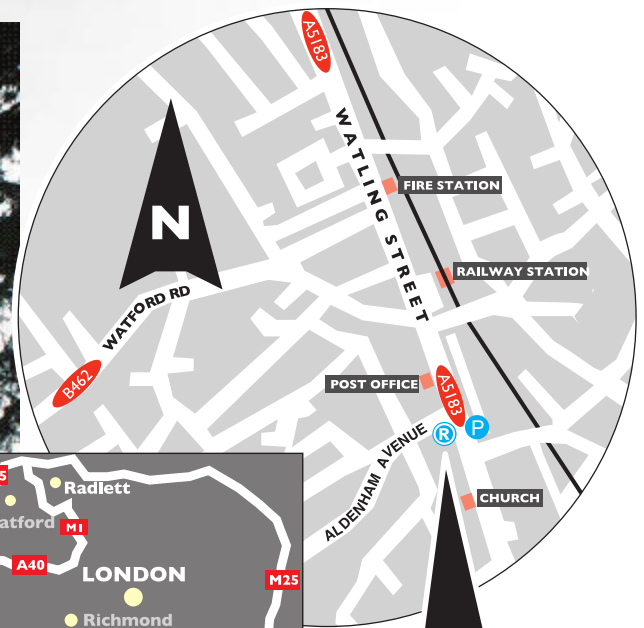 A5183
WATLING STREET
FIRE STATION
N
RAILWAY STATION
WATFORD RD
B462
POST OFFICE
A5183
R
P
ALDENHAM AVENUE
CHURCH
5
Radlett
atford
M1
A40
LONDON
M25
Richmond